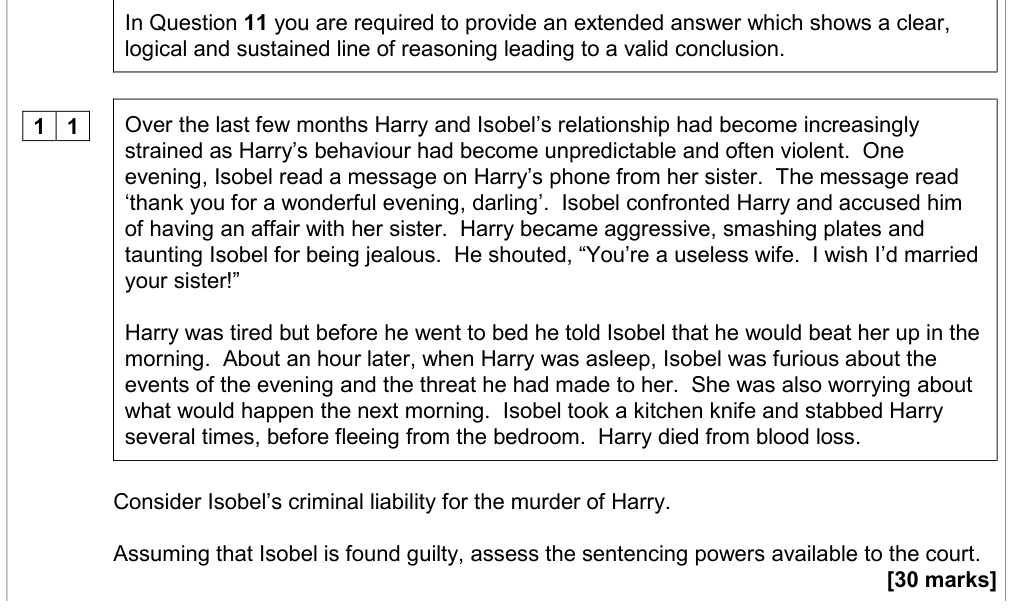 In Question 11 you are required to provide an extended answer which shows a clear,
logical and sustained line of reasoning leading to a valid conclusion.
1 1
Over the last few months Harry and Isobel’s relationship had become increasingly
strained as Harry’s behaviour had become unpredictable and often violent. One
evening, Isobel read a message on Harry’s phone from her sister. The message read
‘thank you for a wonderful evening, darling’. Isobel confronted Harry and accused him
of having an affair with her sister. Harry became aggressive, smashing plates and
taunting Isobel for being jealous. He shouted, “You’re a useless wife. I wish I’d married
your sister!”
Harry was tired but before he went to bed he told Isobel that he would beat her up in the
morning. About an hour later, when Harry was asleep, Isobel was furious about the
events of the evening and the threat he had made to her. She was also worrying about
what would happen the next morning. Isobel took a kitchen knife and stabbed Harry
several times, before fleeing from the bedroom. Harry died from blood loss.
Consider Isobel’s criminal liability for the murder of Harry.
Assuming that Isobel is found guilty, assess the sentencing powers available to the court.
[30 marks]